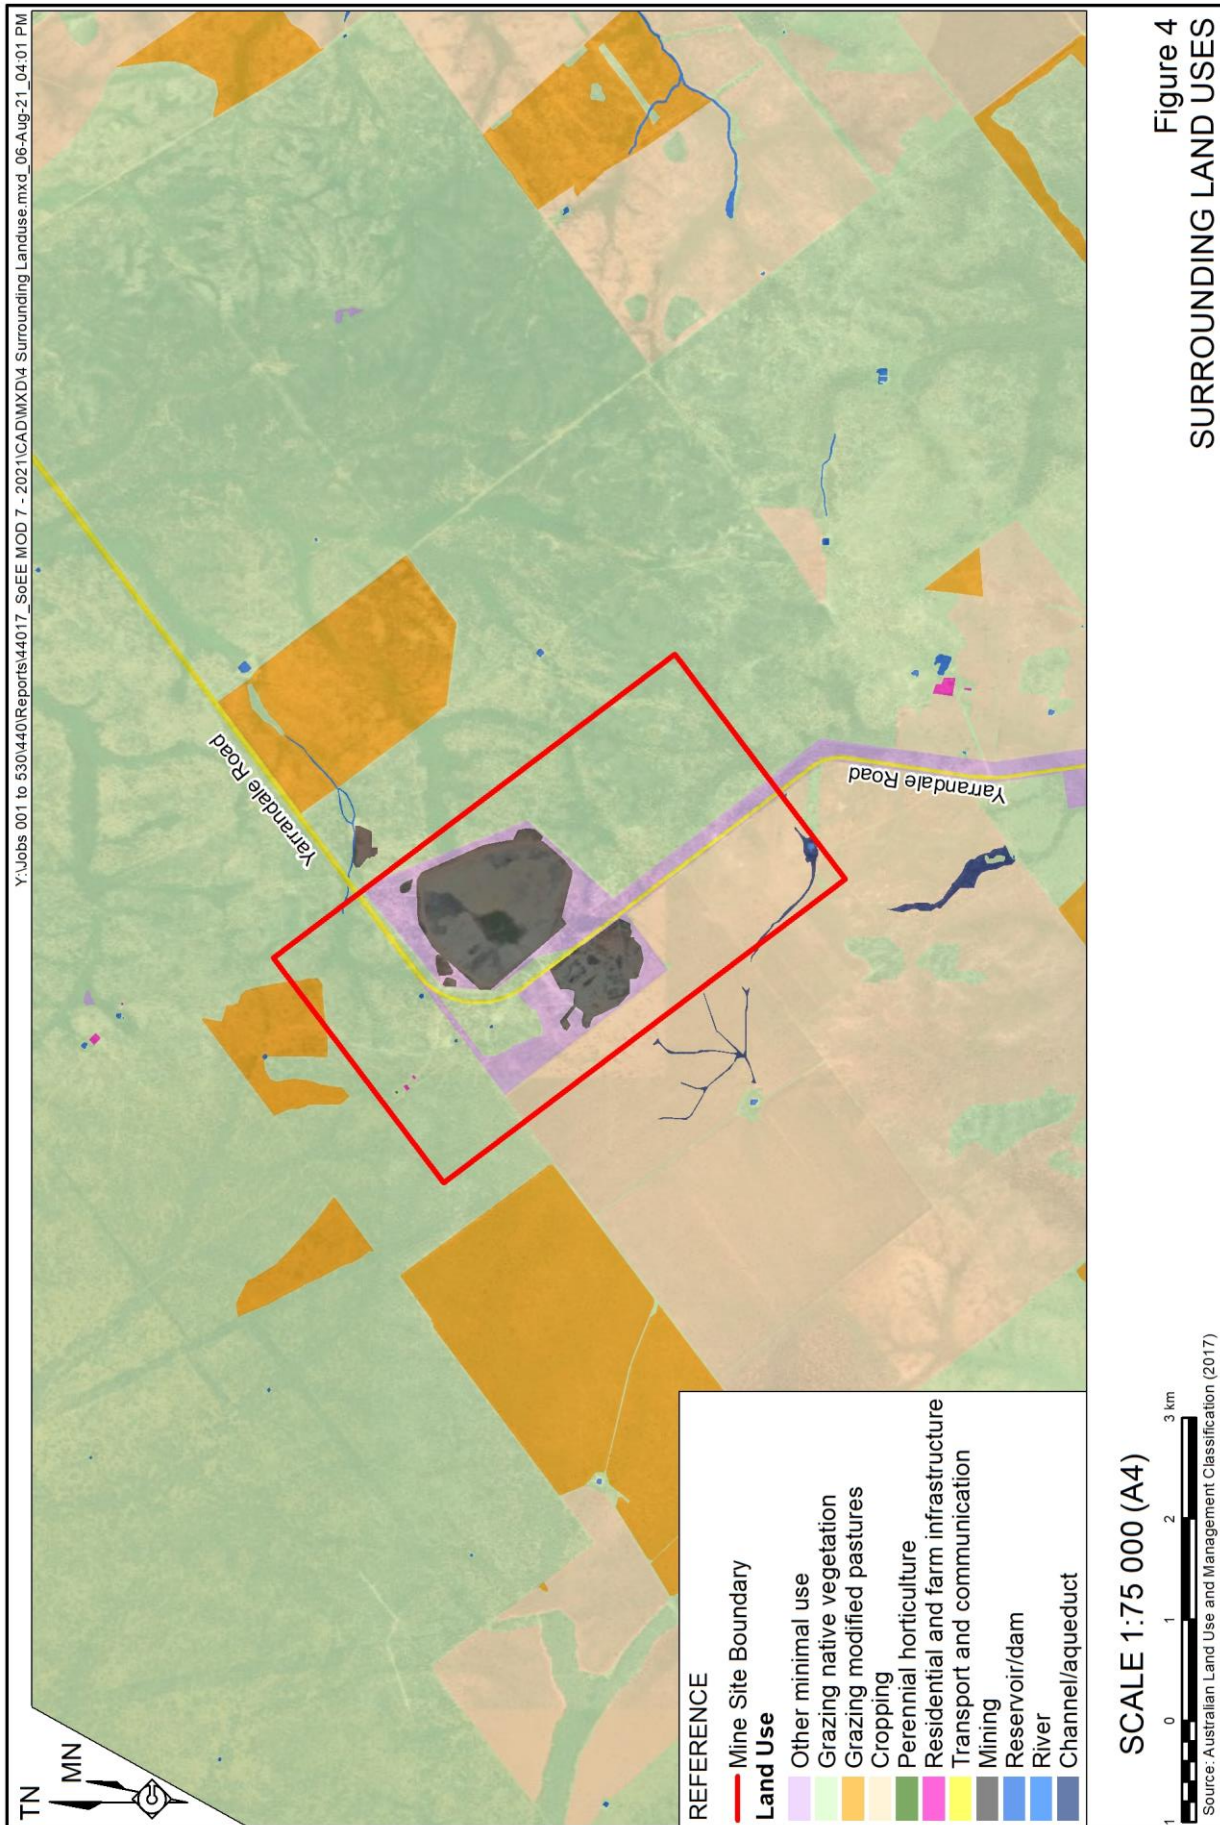 Y:\Jobs 001 to 530\440\Reports\44017_SoEE MOD 7 - 2021\CAD\MXD\4 Surrounding Landuse.mxd_06-Aug-21_04:01 PM
TN
MN
Yarrandale Road
Yarrandale Road
REFERENCE
Mine Site Boundary
Land Use
Other minimal use
Grazing native vegetation
Grazing modified pastures
Cropping
Perennial horticulture
Residential and farm infrastructure
Transport and communication
Mining
Reservoir/dam
River
Channel/aqueduct
SCALE 1:75 000 (A4)
1 0 1 2 3 km
Source: Australian Land Use and Management Classification (2017)
Figure 4
SURROUNDING LAND USES